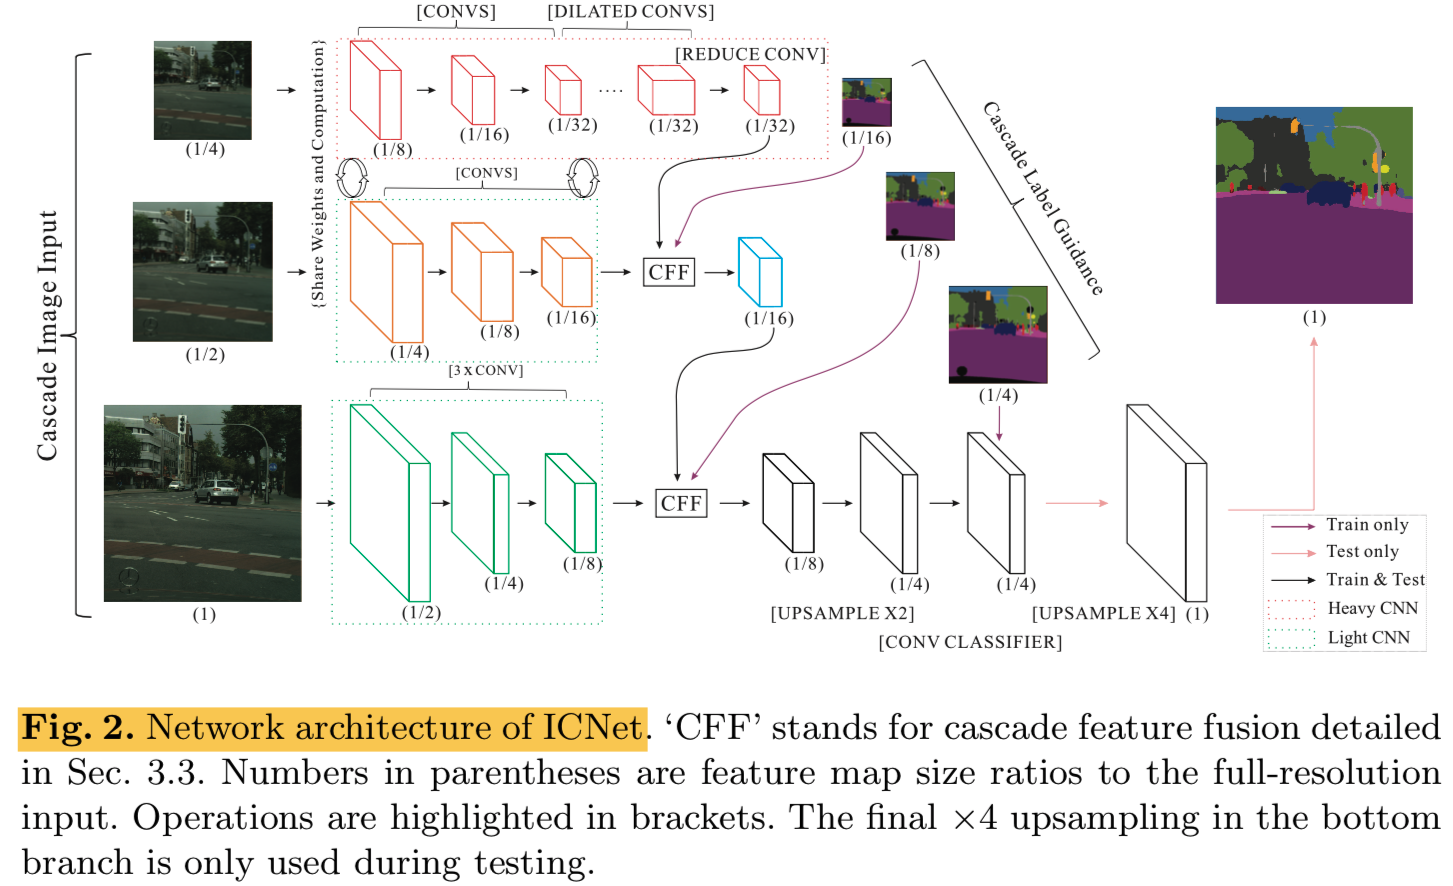 [CONVS]
[DILATED CONVS]
[REDUCE CONV]
(1/4)
(1/8)
(1/16)
(1/32)
....
(1/32)
(1/32)
(1/16)
Cascade Label Guidance
{Share Weights and Computation}
Cascade Image Input
[CONVS]
(1/2)
(1/4)
(1/8)
(1/16)
CFF
(1/16)
(1/8)
(1)
[3 x CONV]
(1)
(1/2)
(1/4)
(1/8)
CFF
(1/8)
(1/4)
(1/4)
(1/4)
[UPSAMPLE X2]
[CONV CLASSIFIER]
[UPSAMPLE X4]
(1)
Train only
Test only
Train & Test
Heavy CNN
Light CNN
Fig. 2. Network architecture of ICNet. ‘CFF’ stands for cascade feature fusion detailed
in Sec. 3.3. Numbers in parentheses are feature map size ratios to the full-resolution
input. Operations are highlighted in brackets. The final ×4 upsampling in the bottom
branch is only used during testing.